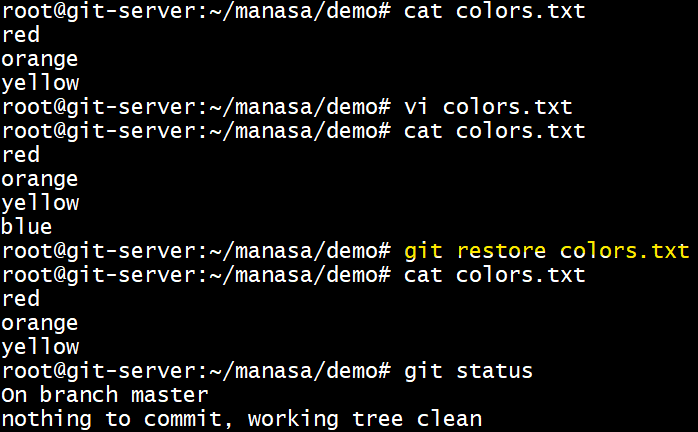 root@git-server:~/manasa/demo# cat colors.txt
red
orange
yellow
root@git-server:~/manasa/demo# vi colors.txt
root@git-server:~/manasa/demo# cat colors.txt
red
orange
yellow
blue
root@git-server:~/manasa/demo# git restore colors.txt
root@git-server:~/manasa/demo# cat colors.txt
red
orange
yellow
root@git-server:~/manasa/demo# git status
On branch master
nothing to commit, working tree clean